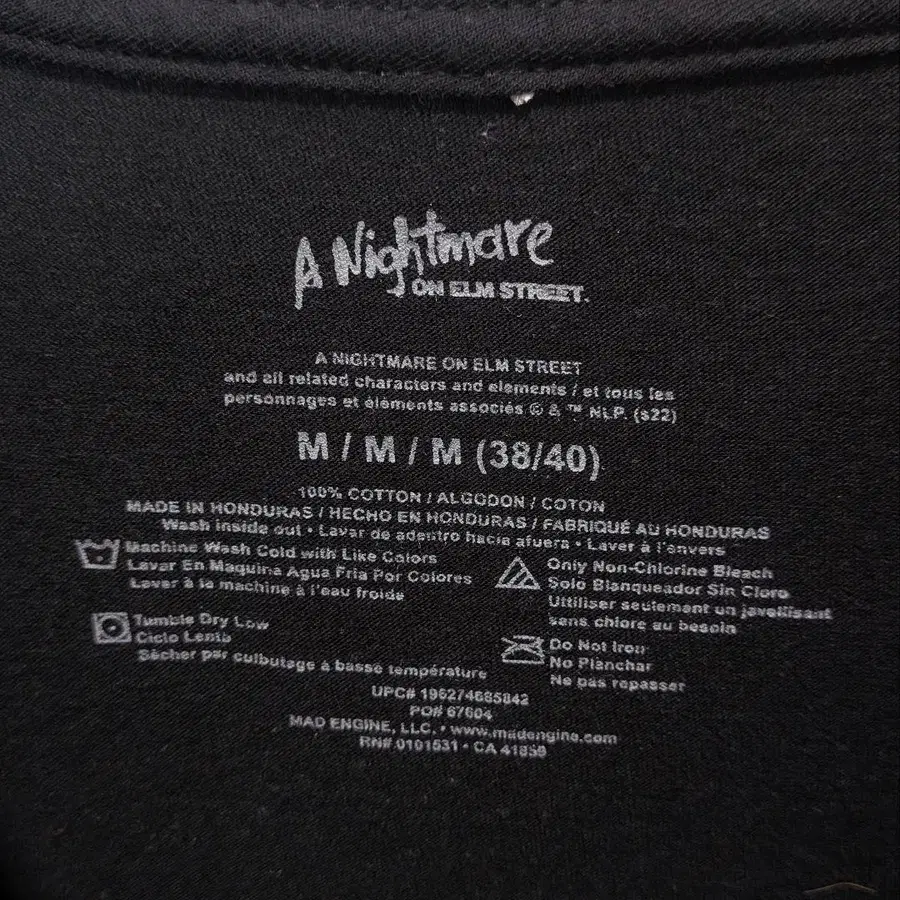 A Nightmare
ON ELM STREET.
A NIGHTMARE ON ELM STREET
and all related characters and elements / et tous les
personnages et éléments associés © & ™ NLP. (s22)
M / M / M (38/40)
100% COTTON / ALGODON / COTON
MADE IN HONDURAS / HECHO EN HONDURAS / FABRIQUÉ AU HONDURAS
Wash inside out • Lavar de adentro hacia afuera • Laver à l'envers
Machine Wash Cold with Like Colors
Lavar En Maquina Agua Fria Por Colores
Laver à la machine à l'eau froide
Only Non-Chlorine Bleach
Solo Blanqueador Sin Cloro
Utiliser seulement un javellisant
sans chlore au besoin
Tumble Dry Low
Ciclo Lento
Sécher par culbutage à basse température
Do Not Iron
No Planchar
Ne pas repasser
UPC# 196274685842
PO# 67604
MAD ENGINE, LLC. • www.madengine.com
RN# 0101531 • CA 41859